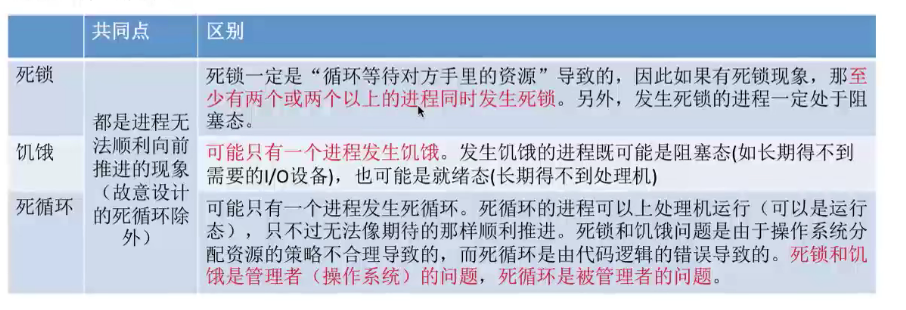 共同点
区别
死锁
都是进程无
法顺利向前
推进的现象
（故意设计
的死循环除
外）
死锁一定是“循环等待对方手里的资源”导致的，因此如果有死锁现象，那至
少有两个或两个以上的进程同时发生死锁。另外，发生死锁的进程一定处于阻
塞态。
饥饿
可能只有一个进程发生饥饿。发生饥饿的进程既可能是阻塞态(如长期得不到
需要的I/O设备)，也可能是就绪态(长期得不到处理机)
死循环
可能只有一个进程发生死循环。死循环的进程可以上处理机运行（可以是运行
态），只不过无法像期待的那样顺利推进。死锁和饥饿问题是由于操作系统分
配资源的策略不合理导致的，而死循环是由代码逻辑的错误导致的。死锁和饥
饿是管理者（操作系统）的问题，死循环是被管理者的问题。